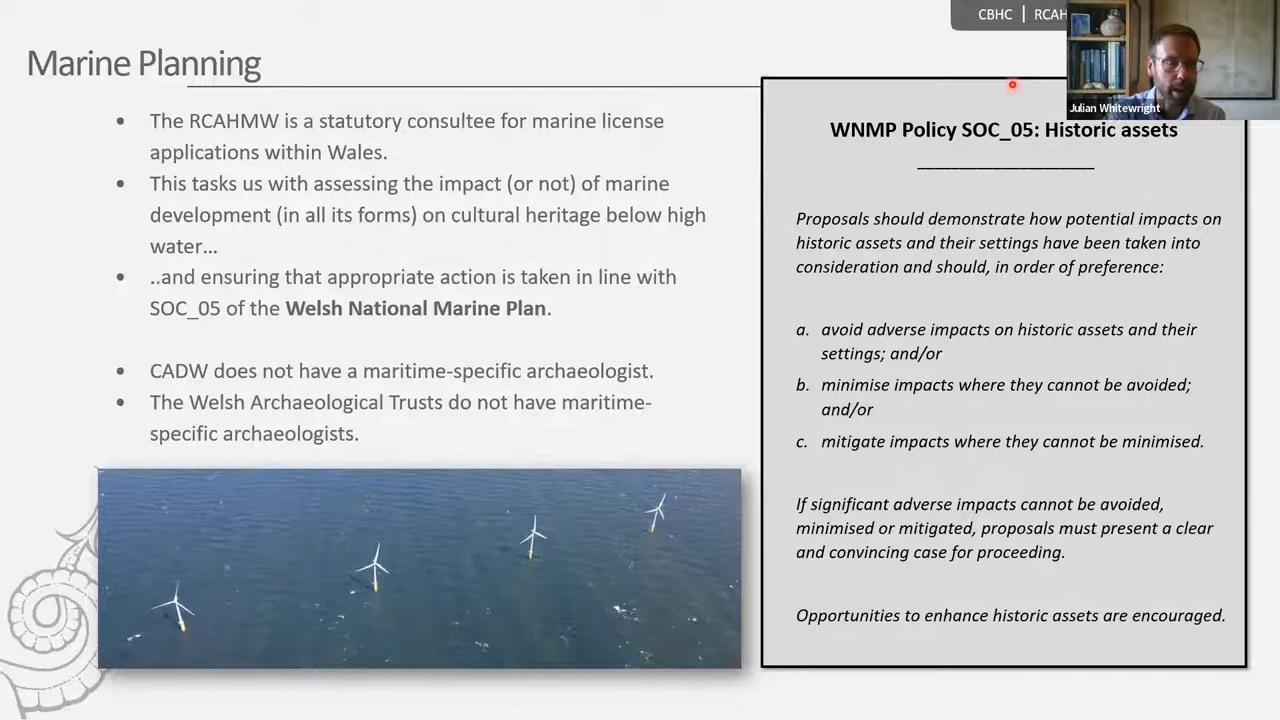 CBHC | RCAH
Marine Planning
Julian Whitewright
• The RCAHMW is a statutory consultee for marine license
applications within Wales.
• This tasks us with assessing the impact (or not) of marine
development (in all its forms) on cultural heritage below high
water…
• ..and ensuring that appropriate action is taken in line with
SOC_05 of the Welsh National Marine Plan.
• CADW does not have a maritime-specific archaeologist.
• The Welsh Archaeological Trusts do not have maritime-
specific archaeologists.
WNMP Policy SOC_05: Historic assets
Proposals should demonstrate how potential impacts on
historic assets and their settings have been taken into
consideration and should, in order of preference:
a. avoid adverse impacts on historic assets and their
settings; and/or
b. minimise impacts where they cannot be avoided;
and/or
c. mitigate impacts where they cannot be minimised.
If significant adverse impacts cannot be avoided,
minimised or mitigated, proposals must present a clear
and convincing case for proceeding.
Opportunities to enhance historic assets are encouraged.